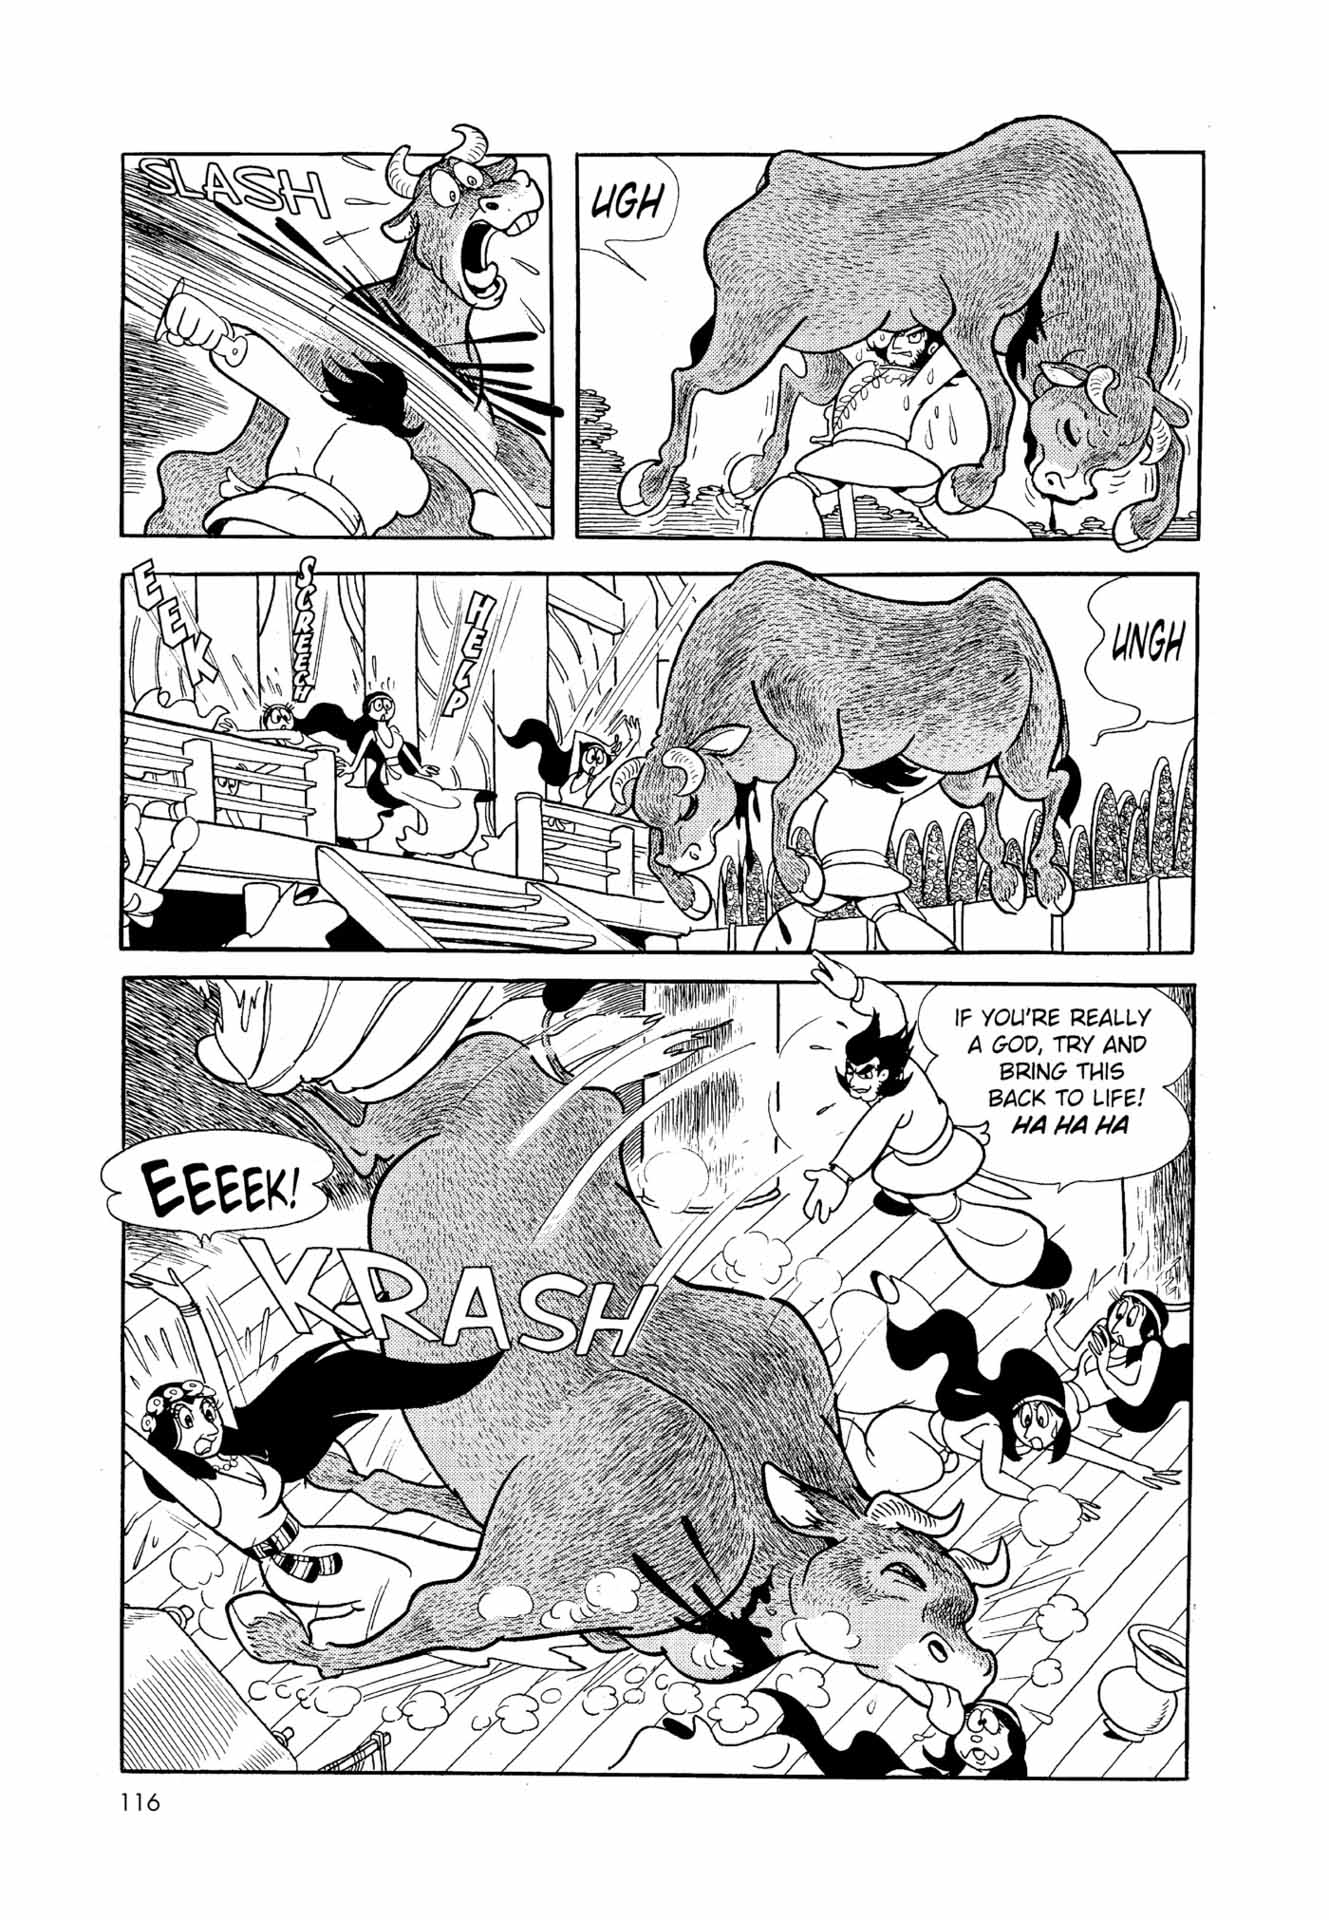 SLASH
UGH
EEK
SCREECH
HELP
UNGH
IF YOU'RE REALLY
A GOD, TRY AND
BRING THIS
BACK TO LIFE!
HA HA HA
EEEEK!
KRASH
116